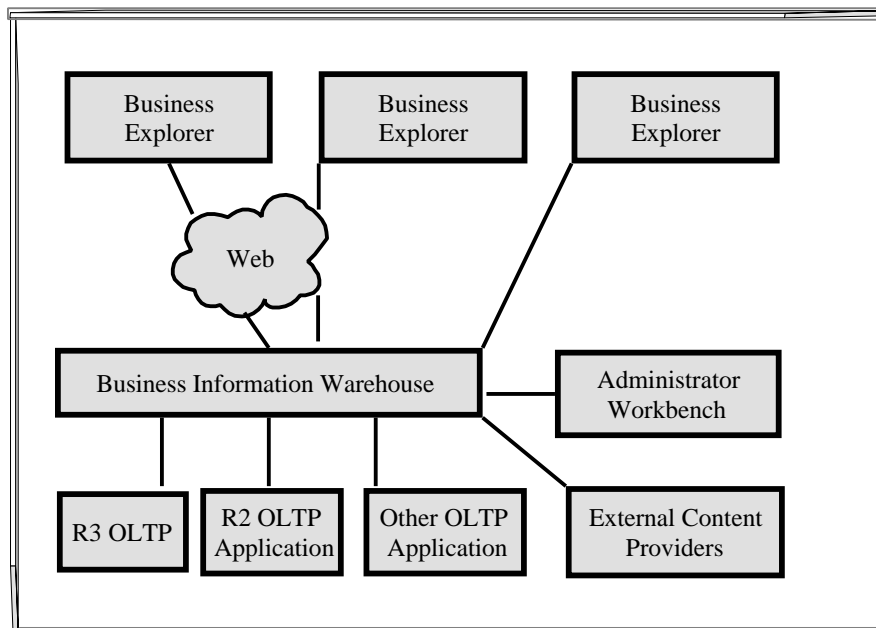 Business
Explorer
Business
Explorer
Business
Explorer
Web
Business Information Warehouse
Administrator
Workbench
R3 OLTP
R2 OLTP
Application
Other OLTP
Application
External Content
Providers